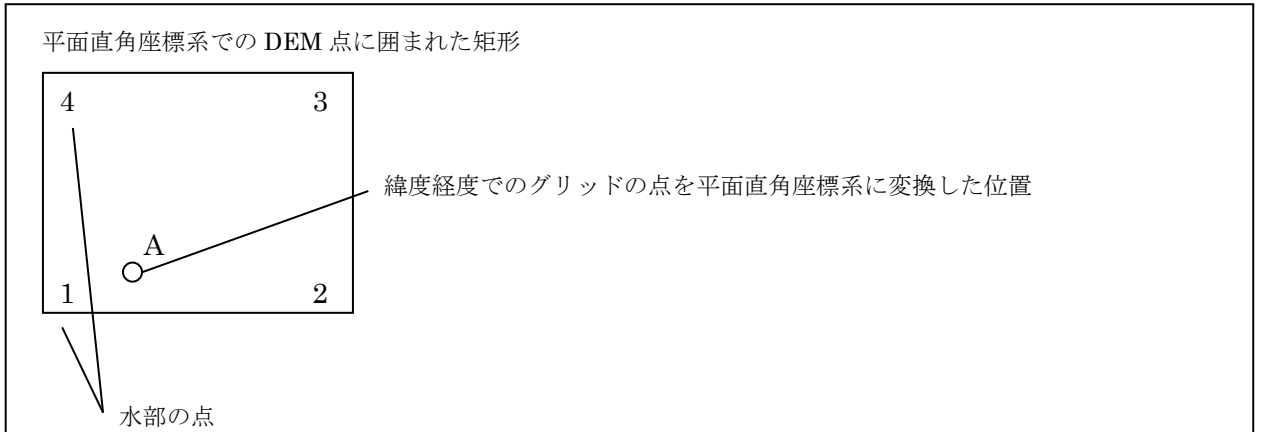 平面直角座標系での DEM 点に囲まれた矩形
4 3
緯度経度でのグリッドの点を平面直角座標系に変換した位置
A
1 2
水部の点